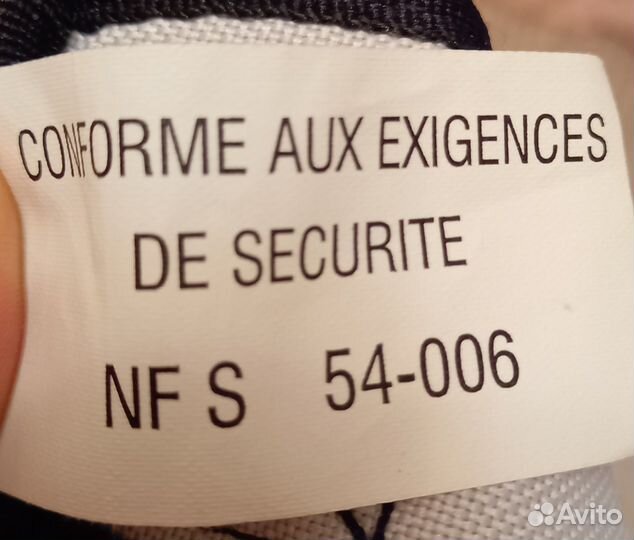 CONFORME AUX EXIGENCES
DE SECURITE
NF S 54-006
Avito